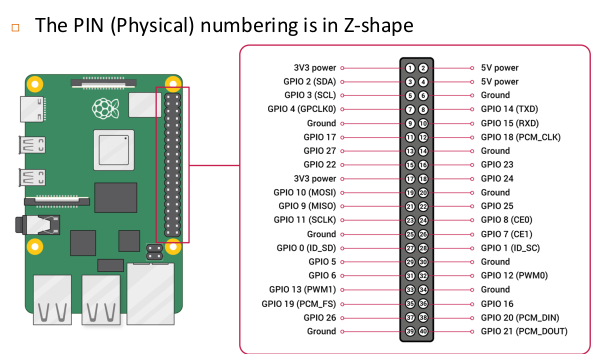 The PIN (Physical) numbering is in Z-shape
3V3 power 1 2 5V power
GPIO 2 (SDA) 3 4 5V power
GPIO 3 (SCL) 5 6 Ground
GPIO 4 (GPCLK0) 7 8 GPIO 14 (TXD)
Ground 9 10 GPIO 15 (RXD)
GPIO 17 11 12 GPIO 18 (PCM_CLK)
GPIO 27 13 14 Ground
GPIO 22 15 16 GPIO 23
3V3 power 17 18 GPIO 24
GPIO 10 (MOSI) 19 20 Ground
GPIO 9 (MISO) 21 22 GPIO 25
GPIO 11 (SCLK) 23 24 GPIO 8 (CE0)
Ground 25 26 GPIO 7 (CE1)
GPIO 0 (ID_SD) 27 28 GPIO 1 (ID_SC)
GPIO 5 29 30 Ground
GPIO 6 31 32 GPIO 12 (PWM0)
GPIO 13 (PWM1) 33 34 Ground
GPIO 19 (PCM_FS) 35 36 GPIO 16
GPIO 26 37 38 GPIO 20 (PCM_DIN)
Ground 39 40 GPIO 21 (PCM_DOUT)